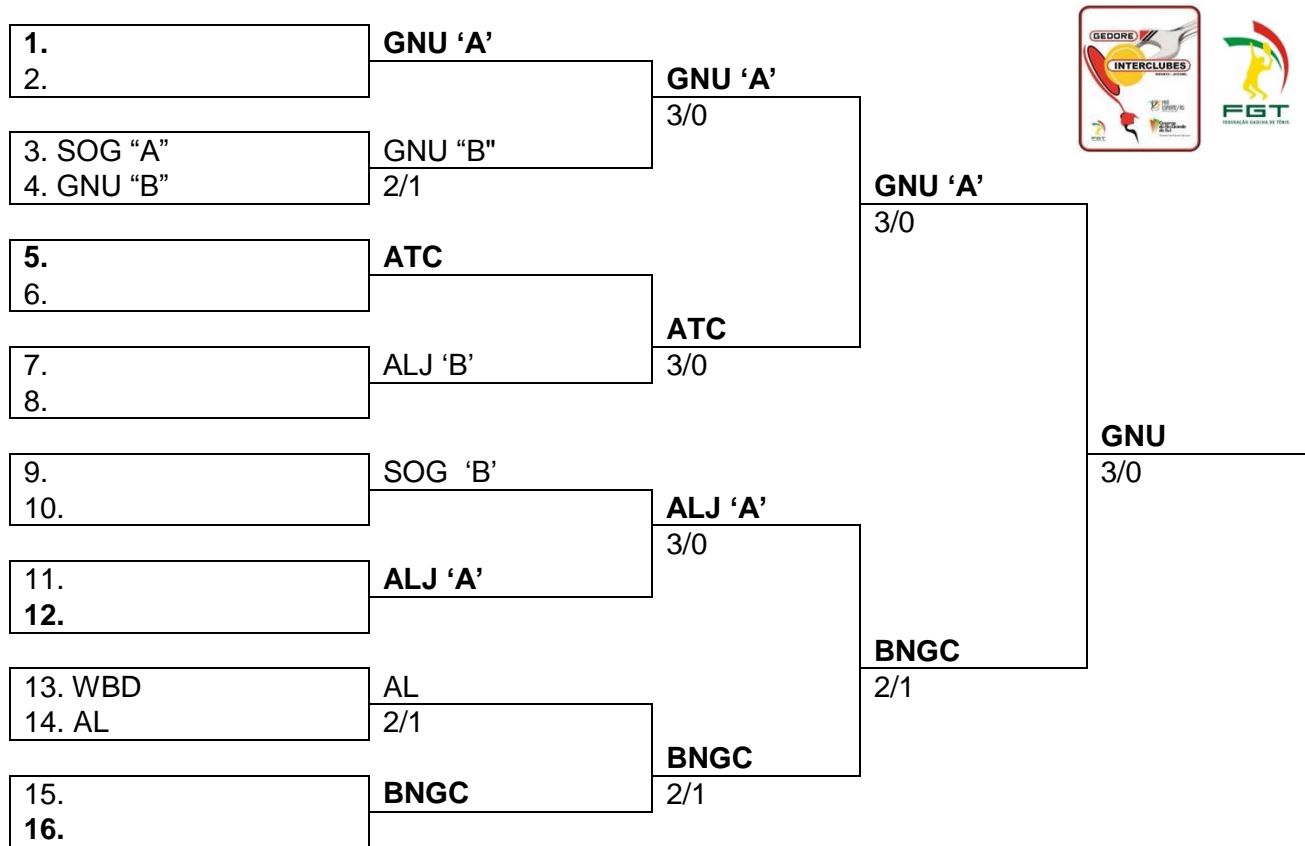 1.
2.
3. SOG “A”
4. GNU “B”
5.
6.
7.
8.
9.
10.
11.
12.
13. WBD
14. AL
15.
16.
GNU ‘A’
GNU “B"
2/1
ATC
ALJ ‘B’
SOG ‘B’
ALJ ‘A’
AL
2/1
BNGC
GNU ‘A’
3/0
ATC
3/0
ALJ ‘A’
3/0
BNGC
2/1
GNU ‘A’
3/0
BNGC
2/1
GNU
3/0
GEDORE
INTERCLUBES
FGT
FEDERAÇÃO GAÚCHA DE TÊNIS